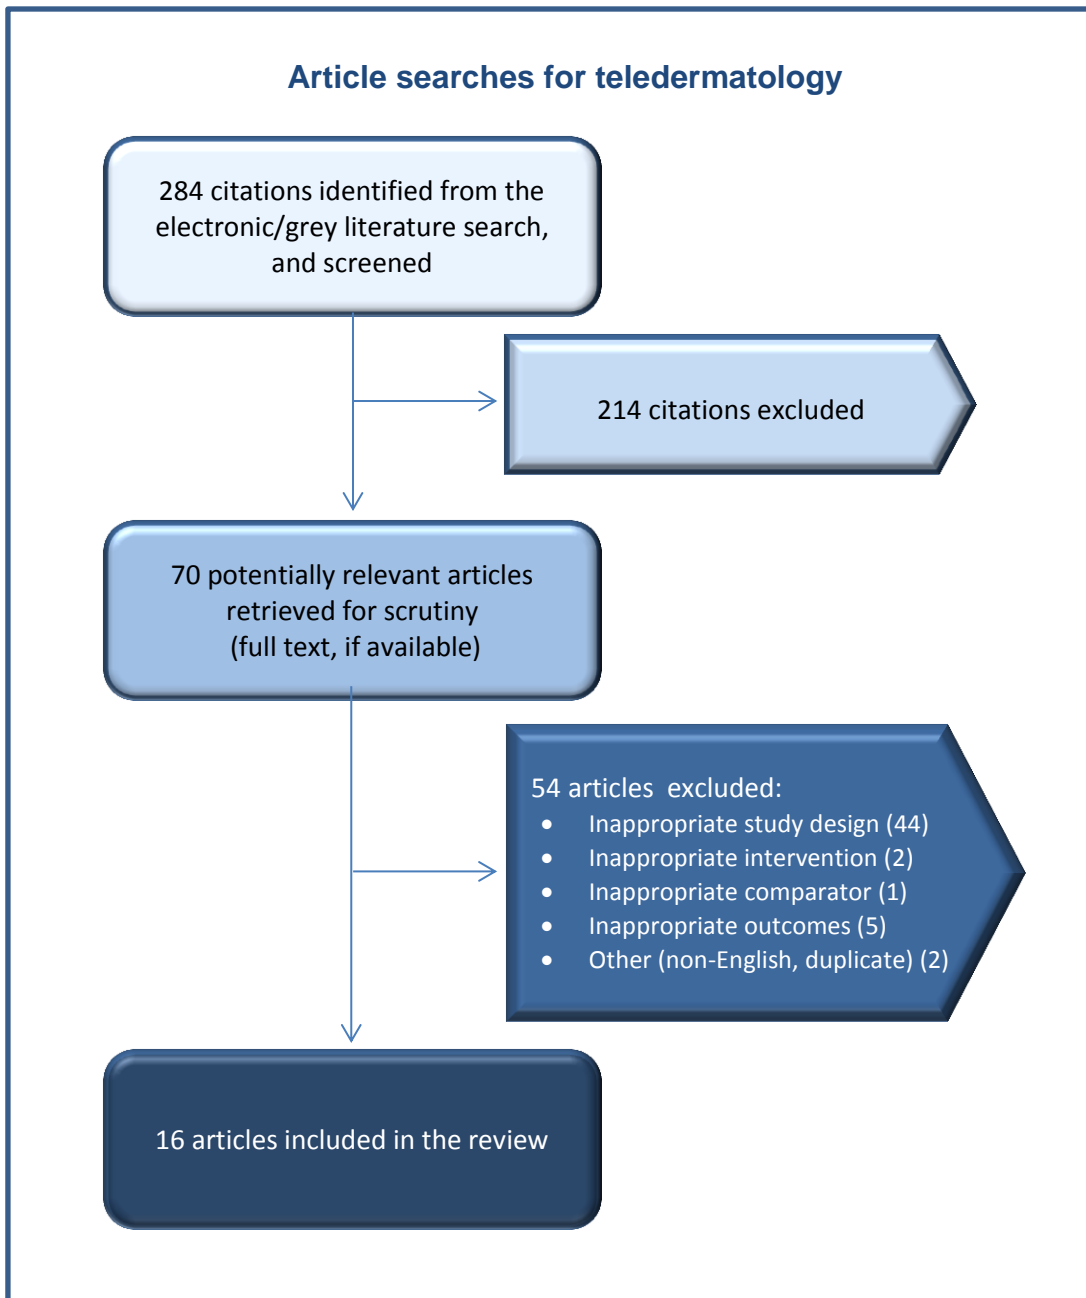 Article searches for teledermatology
284 citations identified from the
electronic/grey literature search,
and screened
214 citations excluded
70 potentially relevant articles
retrieved for scrutiny
(full text, if available)
54 articles  excluded:
• Inappropriate study design (44)
• Inappropriate intervention (2)
• Inappropriate comparator (1)
• Inappropriate outcomes (5)
• Other (non-English, duplicate) (2)
16 articles included in the review